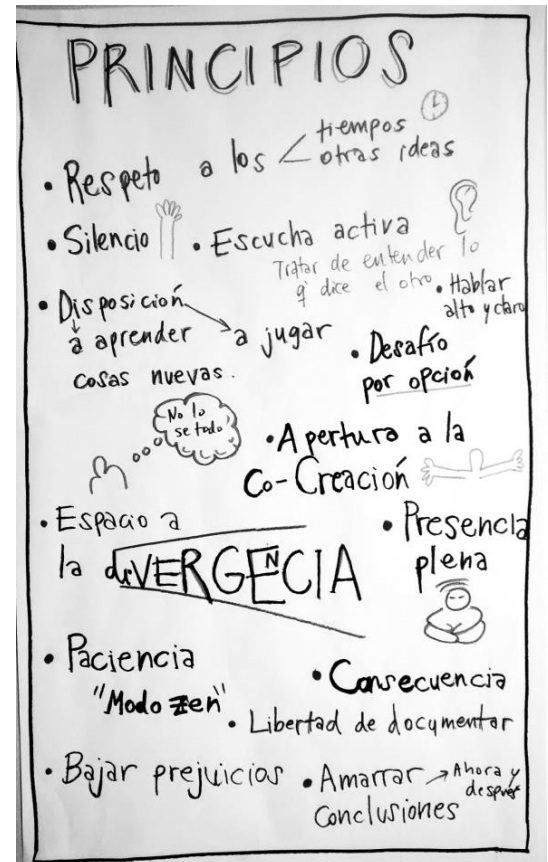 PRINCIPIOS
• Respeto a los < tiempos
otras ideas
• Silencio
• Escucha activa
Tratar de entender lo
q' dice el otro
• Hablar
alto y claro
• Disposición
a aprender
cosas nuevas.
a jugar
• Desafío
por opción
No lo
se todo
• Apertura a la
Co-Creación
• Espacio a
la divERGENCIA
• Presencia
plena
• Paciencia
"Modo zen"
• Consecuencia
• Libertad de documentar
• Bajar prejuicios
• Amarrar → Ahora y
después
Conclusiones